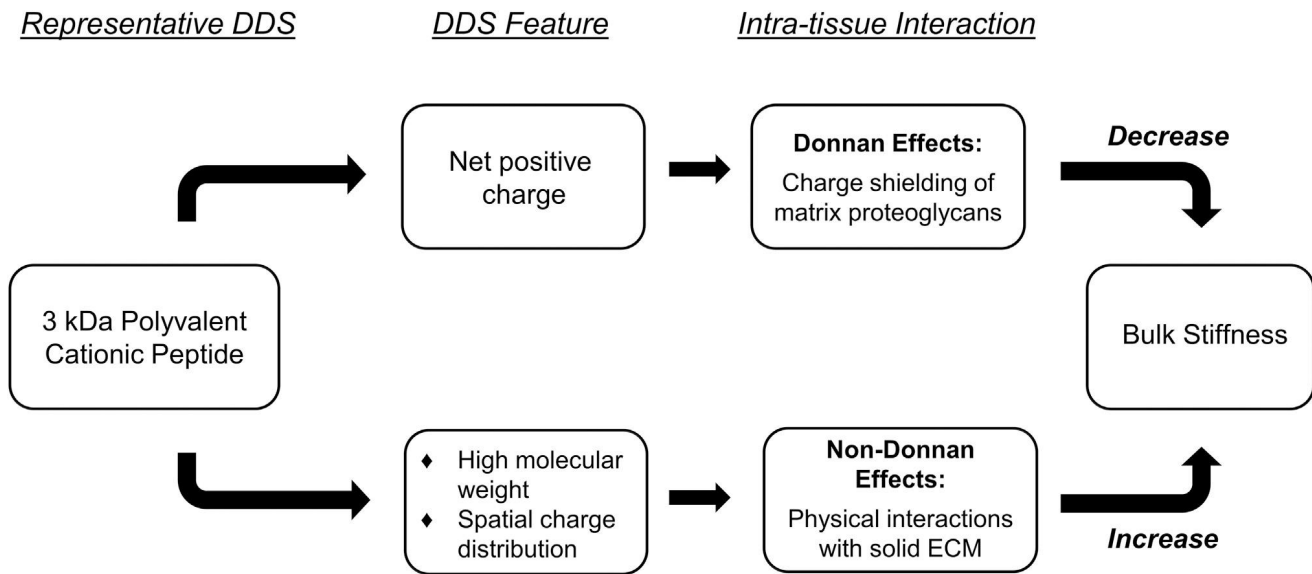 Representative DDS
DDS Feature
Intra-tissue Interaction
3 kDa Polyvalent
Cationic Peptide
Net positive
charge
Donnan Effects:
Charge shielding of
matrix proteoglycans
Decrease
♦ High molecular
weight
♦ Spatial charge
distribution
Non-Donnan
Effects:
Physical interactions
with solid ECM
Increase
Bulk Stiffness